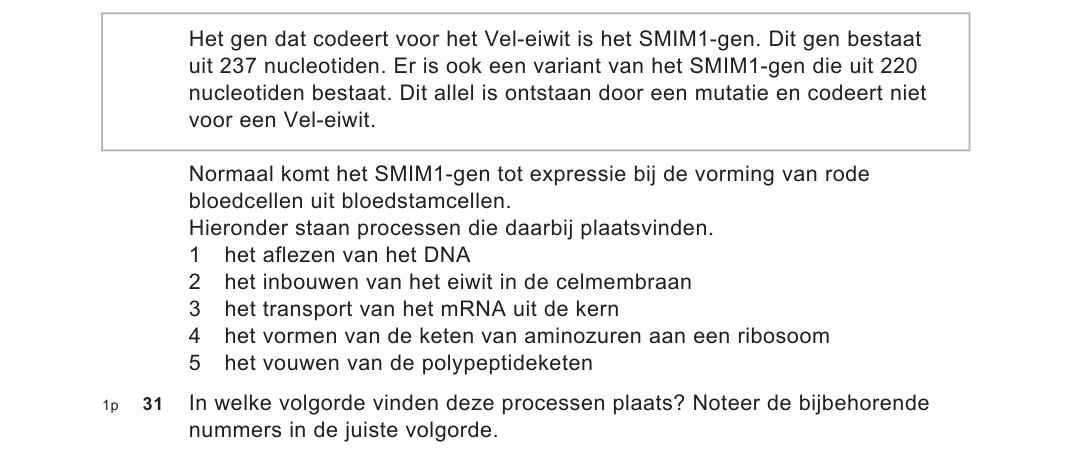 Het gen dat codeert voor het Vel-eiwit is het SMIM1-gen. Dit gen bestaat
uit 237 nucleotiden. Er is ook een variant van het SMIM1-gen die uit 220
nucleotiden bestaat. Dit allel is ontstaan door een mutatie en codeert niet
voor een Vel-eiwit.
Normaal komt het SMIM1-gen tot expressie bij de vorming van rode
bloedcellen uit bloedstamcellen.
Hieronder staan processen die daarbij plaatsvinden.
1 het aflezen van het DNA
2 het inbouwen van het eiwit in de celmembraan
3 het transport van het mRNA uit de kern
4 het vormen van de keten van aminozuren aan een ribosoom
5 het vouwen van de polypeptideketen
1p 31 In welke volgorde vinden deze processen plaats? Noteer de bijbehorende
nummers in de juiste volgorde.